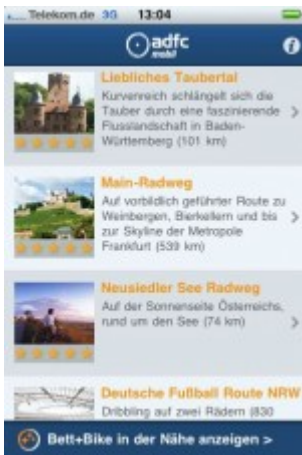 Telekom.de 3G 13:04
adfc
mobil
i
Liebliches Taubertal
Kurvenreich schlängelt sich die
Tauber durch eine faszinierende
Flusslandschaft in Baden-
Württemberg (101 km)
Main-Radweg
Auf vorbildlich geführter Route zu
Weinbergen, Bierkellern und bis
zur Skyline der Metropole
Frankfurt (539 km)
Neusiedler See Radweg
Auf der Sonnenseite Österreichs,
rund um den See (74 km)
Deutsche Fußball Route NRW
Dribbling auf zwei Rädern (830
Bett+Bike in der Nähe anzeigen >